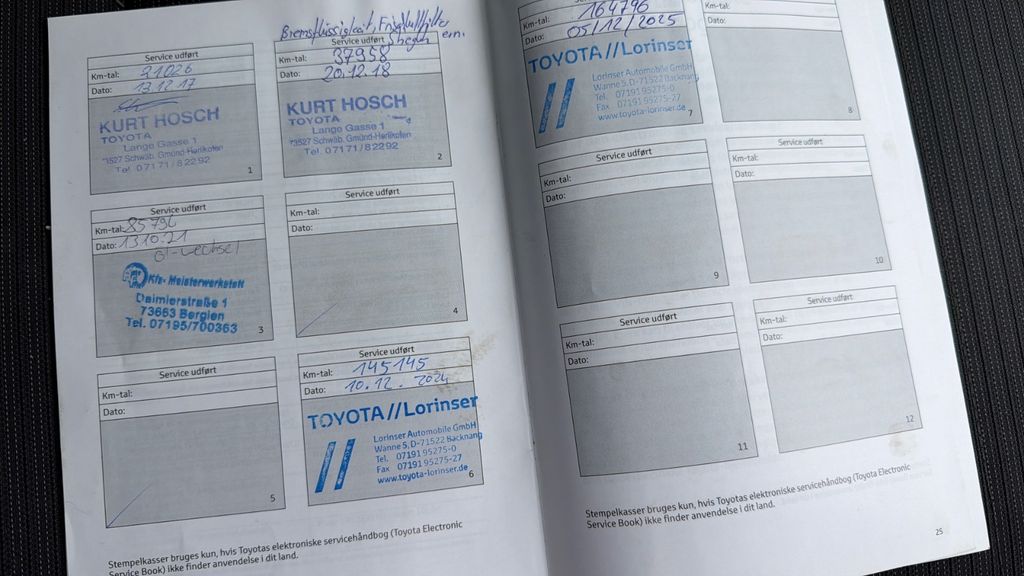 Bremsflüssigkeit,
Service udført
Km-tal: 21026
Dato: 13.12.17
KURT HOSCH
TOYOTA
Lange Gasse 1
73527 Schwäb. Gmünd-Herlikofen
Tel 07171/82292
1
Service udført
Km-tal: 37958
Dato: 20.12.18
KURT HOSCH
TOYOTA
Lange Gasse 1
73527 Schwäb. Gmünd-Herlikofen
Tel 07171/82292
2
Service udført
Km-tal: 85796
Dato: 13.10.21
Öl-wechsel
Kfz.-Meisterwerkstatt
Daimlerstraße 1
73663 Berglen
Tel. 07195/700363
3
Service udført
Km-tal:
Dato:
4
Service udført
Km-tal:
Dato:
5
Service udført
Km-tal: 145145
Dato: 10.12.2024
TOYOTA//Lorinser
Lorinser Automobile GmbH
Wanne 5, D-71522 Backnang
Tel. 07191 95275-0
Fax 07191 95275-27
www.toyota-lorinser.de
6
Stempelkasser bruges kun, hvis Toyotas elektroniske servicehåndbog (Toyota Electronic
Service Book) ikke finder anvendelse i dit land.
Km-tal: 164796
Dato: 05/12/2025
TOYOTA//Lorinser
Lorinser Automobile GmbH
Wanne 5, D-71522 Backnang
Tel. 07191 95275-0
Fax 07191 95275-27
www.toyota-lorinser.de
7
Km-tal:
Dato:
8
Service udført
Km-tal:
Dato:
9
Service udført
Km-tal:
Dato:
10
Service udført
Km-tal:
Dato:
11
Service udført
Km-tal:
Dato:
12
Stempelkasser bruges kun, hvis Toyotas elektroniske servicehåndbog (Toyota Electronic
Service Book) ikke finder anvendelse i dit land.
25